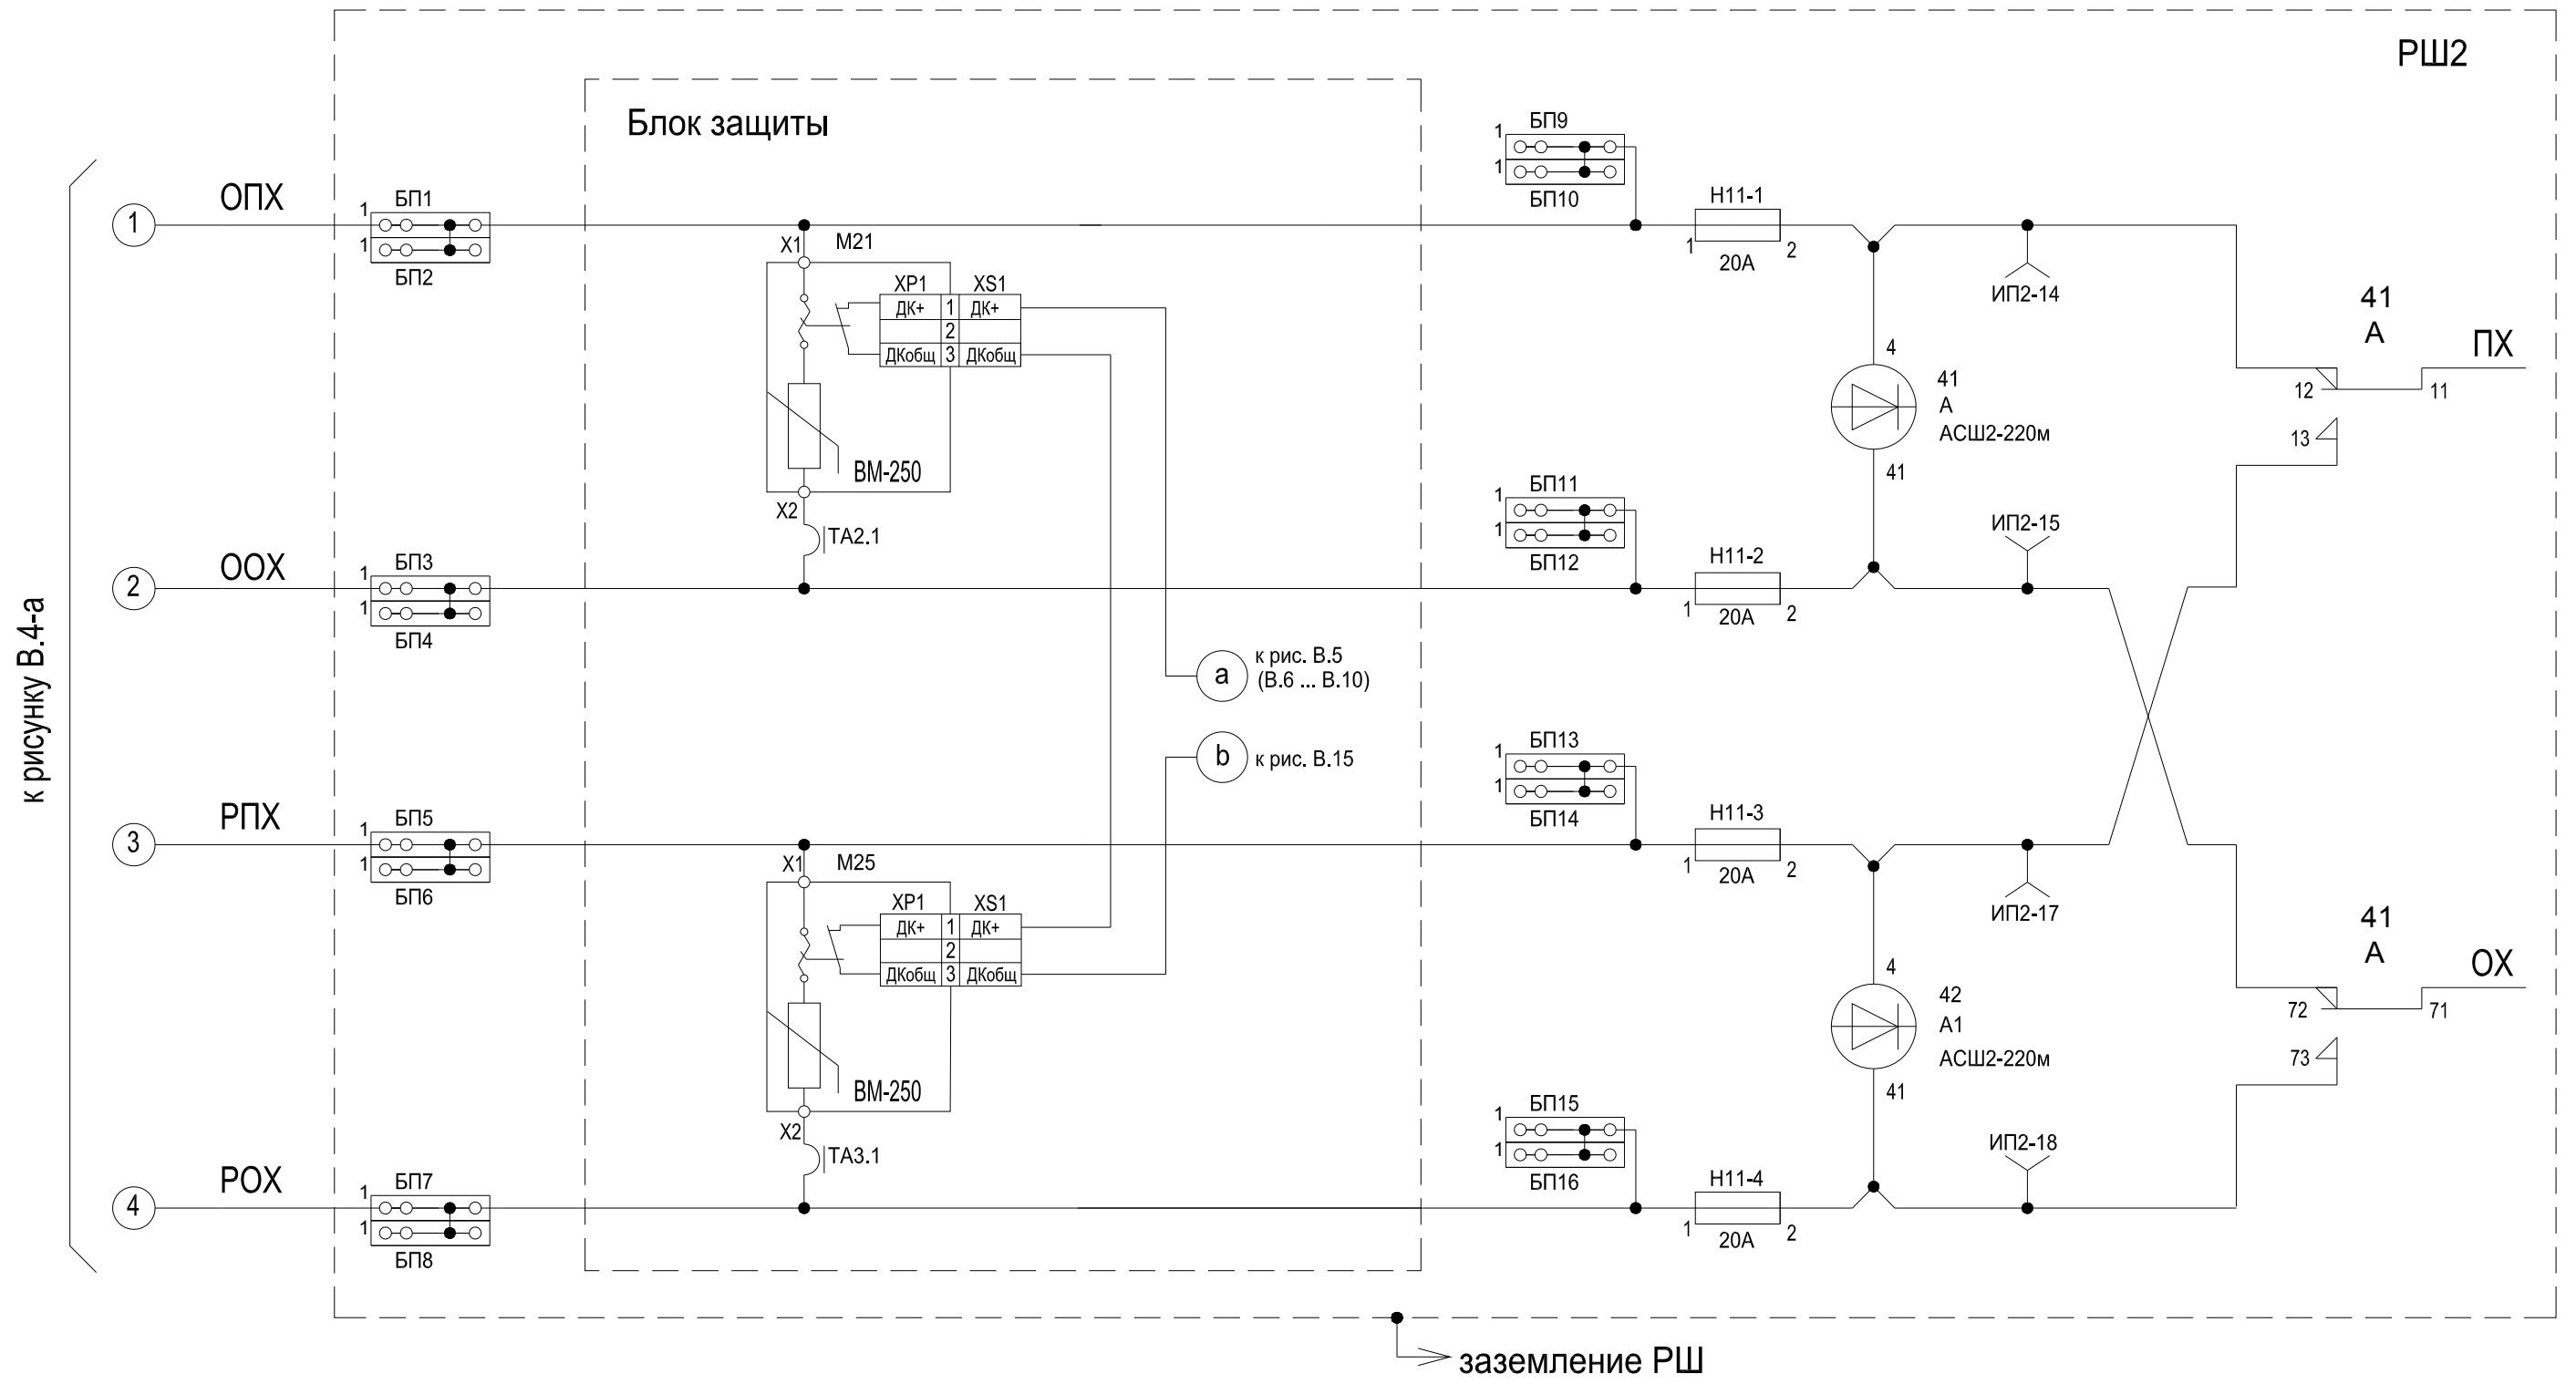 РШ2
Блок защиты
к рисунку В.4-а
1
ОПХ
1
БП1
1
БП2
X1
М21
XP1
XS1
ДК+
1
ДК+
2
ДКобщ
3
ДКобщ
ВМ-250
X2
ТА2.1
1
БП9
1
БП10
Н11-1
1
20А
2
ИП2-14
41
А
ПХ
12
11
13
4
41
А
АСШ2-220м
41
2
ООХ
1
БП3
1
БП4
1
БП11
1
БП12
Н11-2
1
20А
2
ИП2-15
а
к рис. В.5
(В.6 ... В.10)
b
к рис. В.15
3
РПХ
1
БП5
1
БП6
X1
М25
XP1
XS1
ДК+
1
ДК+
2
ДКобщ
3
ДКобщ
ВМ-250
X2
ТА3.1
1
БП13
1
БП14
Н11-3
1
20А
2
ИП2-17
41
А
ОХ
72
71
73
4
42
А1
АСШ2-220м
41
4
РОХ
1
БП7
1
БП8
1
БП15
1
БП16
Н11-4
1
20А
2
ИП2-18
заземление РШ